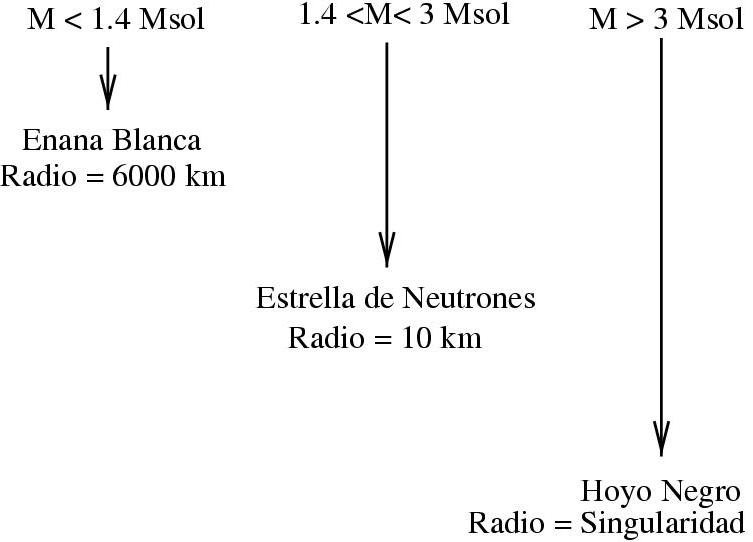 M < 1.4 Msol
1.4 <M< 3 Msol
M > 3 Msol
Enana Blanca
Radio = 6000 km
Estrella de Neutrones
Radio = 10 km
Hoyo Negro
Radio = Singularidad